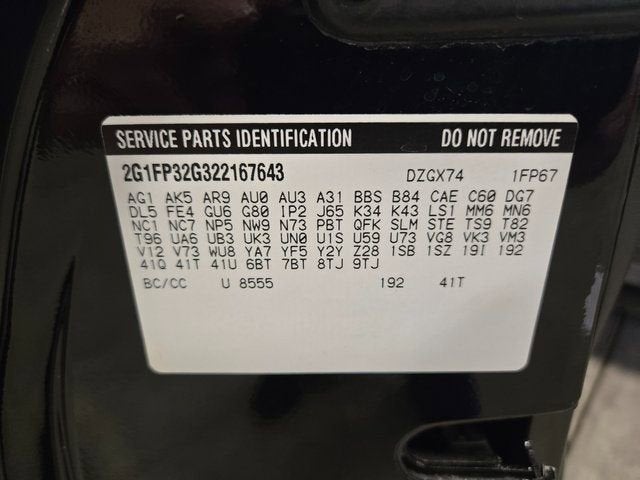 SERVICE PARTS IDENTIFICATION DO NOT REMOVE
2G1FP32G322167643 DZGX74 1FP67
AG1 AK5 AR9 AU0 AU3 A31 BBS B84 CAE C60 DG7
DL5 FE4 GU6 G80 IP2 J65 K34 K43 LS1 MM6 MN6
NC1 NC7 NP5 NW9 N73 PBT QFK SLM STE TS9 T82
T96 UA6 UB3 UK3 UN0 U1S U59 U73 VG8 VK3 VM3
V12 V73 WU8 YA7 YF5 Y2Y Z28 1SB 1SZ 19I 192
41Q 41T 41U 6BT 7BT 8TJ 9TJ
BC/CC U 8555 192 41T